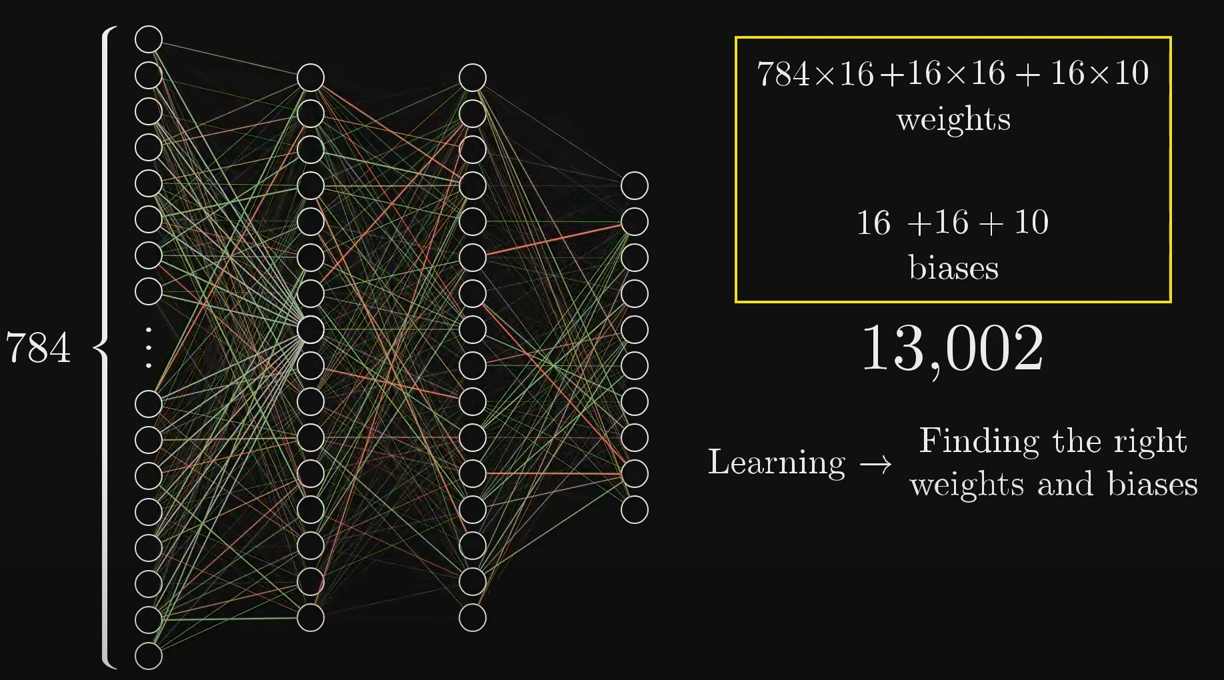 784
784×16+16×16 + 16×10
weights
16 +16 + 10
biases
13,002
Learning → Finding the right
weights and biases